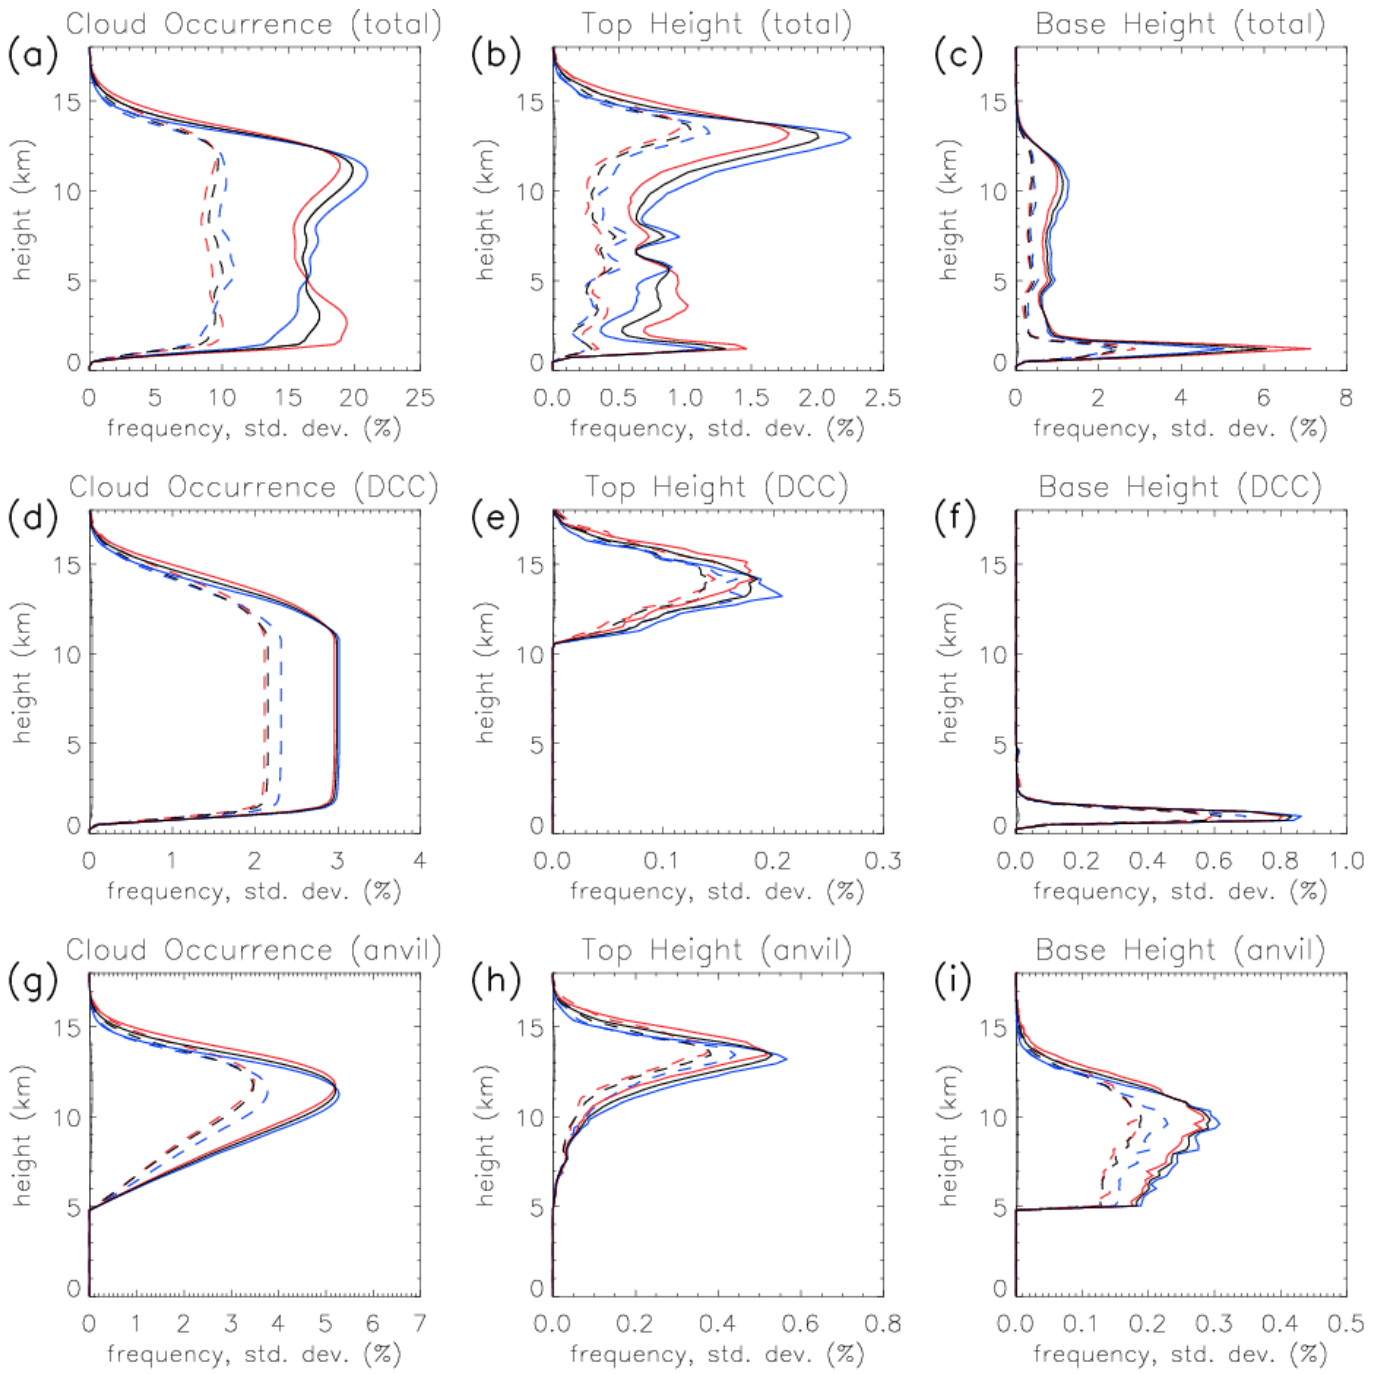 Cloud Occurrence (total) Top Height (total) Base Height (total)
(a) (b) (c)
15 15 15
10 10 10
5 5 5
0 0 0
height (km) height (km) height (km)
0 5 10 15 20 25 0.0 0.5 1.0 1.5 2.0 2.5 0 2 4 6 8
frequency, std. dev. (%) frequency, std. dev. (%) frequency, std. dev. (%)
Cloud Occurrence (DCC) Top Height (DCC) Base Height (DCC)
(d) (e) (f)
15 15 15
10 10 10
5 5 5
0 0 0
height (km) height (km) height (km)
0 1 2 3 4 0.0 0.1 0.2 0.3 0.0 0.2 0.4 0.6 0.8 1.0
frequency, std. dev. (%) frequency, std. dev. (%) frequency, std. dev. (%)
Cloud Occurrence (anvil) Top Height (anvil) Base Height (anvil)
(g) (h) (i)
15 15 15
10 10 10
5 5 5
0 0 0
height (km) height (km) height (km)
0 1 2 3 4 5 6 7 0.0 0.2 0.4 0.6 0.8 0.0 0.1 0.2 0.3 0.4 0.5
frequency, std. dev. (%) frequency, std. dev. (%) frequency, std. dev. (%)